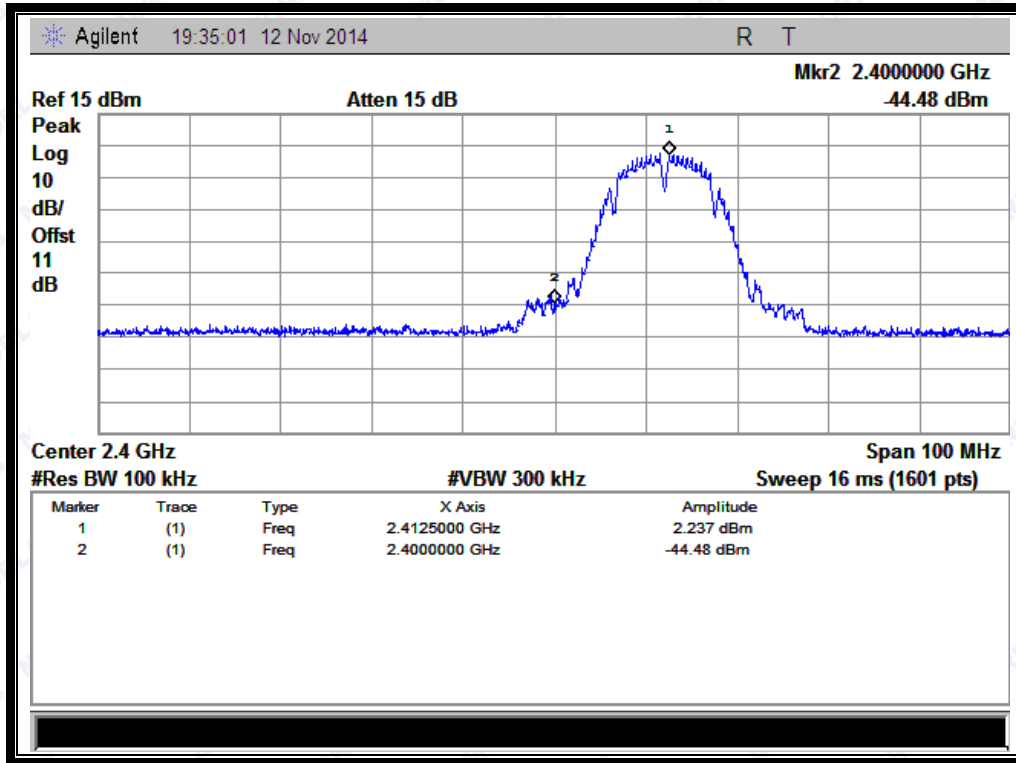 Agilent 19:35:01 12 Nov 2014 R T
Mkr2 2.4000000 GHz
Ref 15 dBm Atten 15 dB -44.48 dBm
Peak
Log
10
dB/
Offst
11
dB
1
2
Center 2.4 GHz Span 100 MHz
#Res BW 100 kHz #VBW 300 kHz Sweep 16 ms (1601 pts)
Marker Trace Type X Axis Amplitude
1 (1) Freq 2.4125000 GHz 2.237 dBm
2 (1) Freq 2.4000000 GHz -44.48 dBm